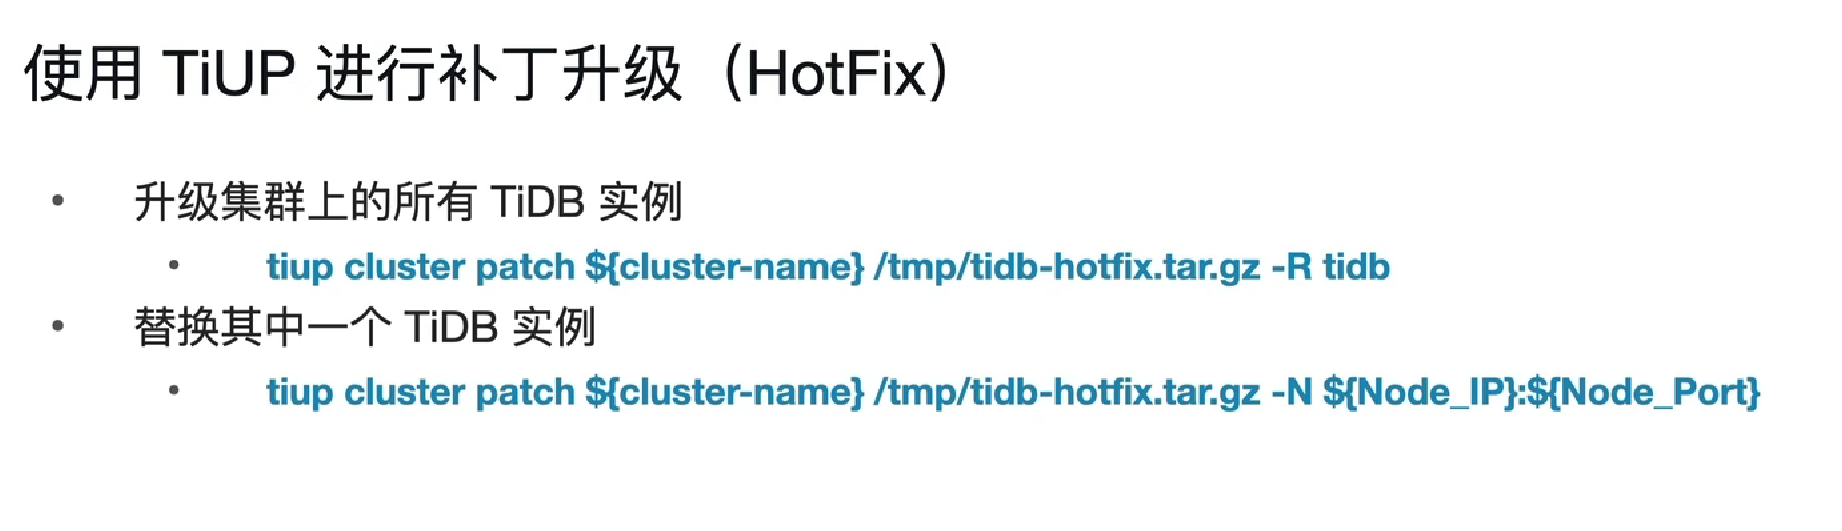 使用 TiUP 进行补丁升级（HotFix）
• 升级集群上的所有 TiDB 实例
• tiup cluster patch ${cluster-name} /tmp/tidb-hotfix.tar.gz -R tidb
• 替换其中一个 TiDB 实例
• tiup cluster patch ${cluster-name} /tmp/tidb-hotfix.tar.gz -N ${Node_IP}:${Node_Port}